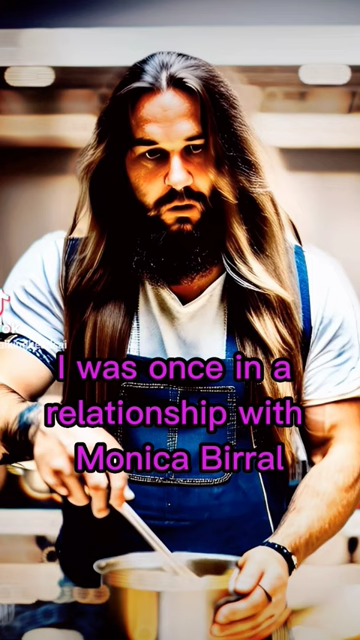 I was once in a
relationship with
Monica Birral